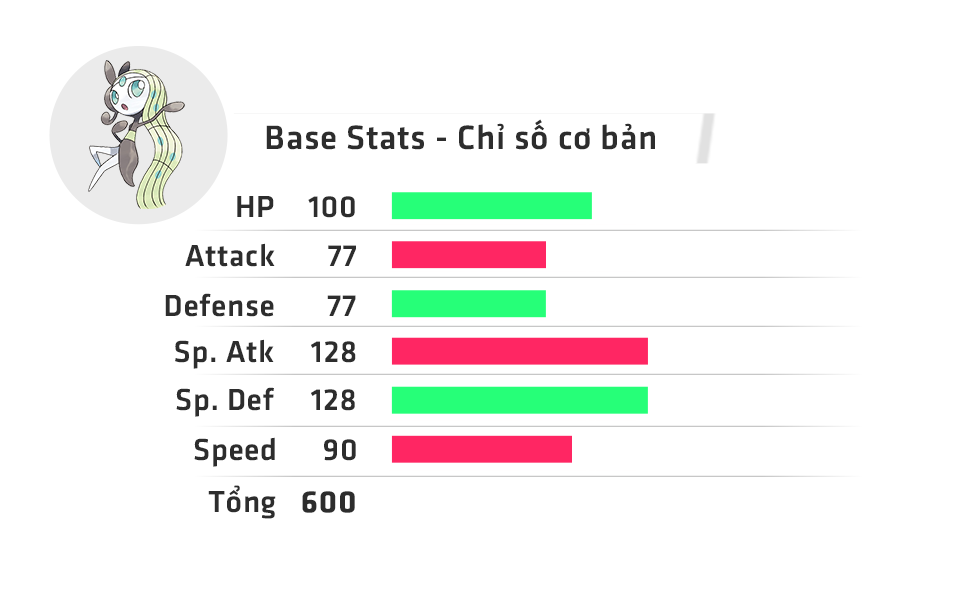 Base Stats - Chỉ số cơ bản
HP 100
Attack 77
Defense 77
Sp. Atk 128
Sp. Def 128
Speed 90
Tổng 600